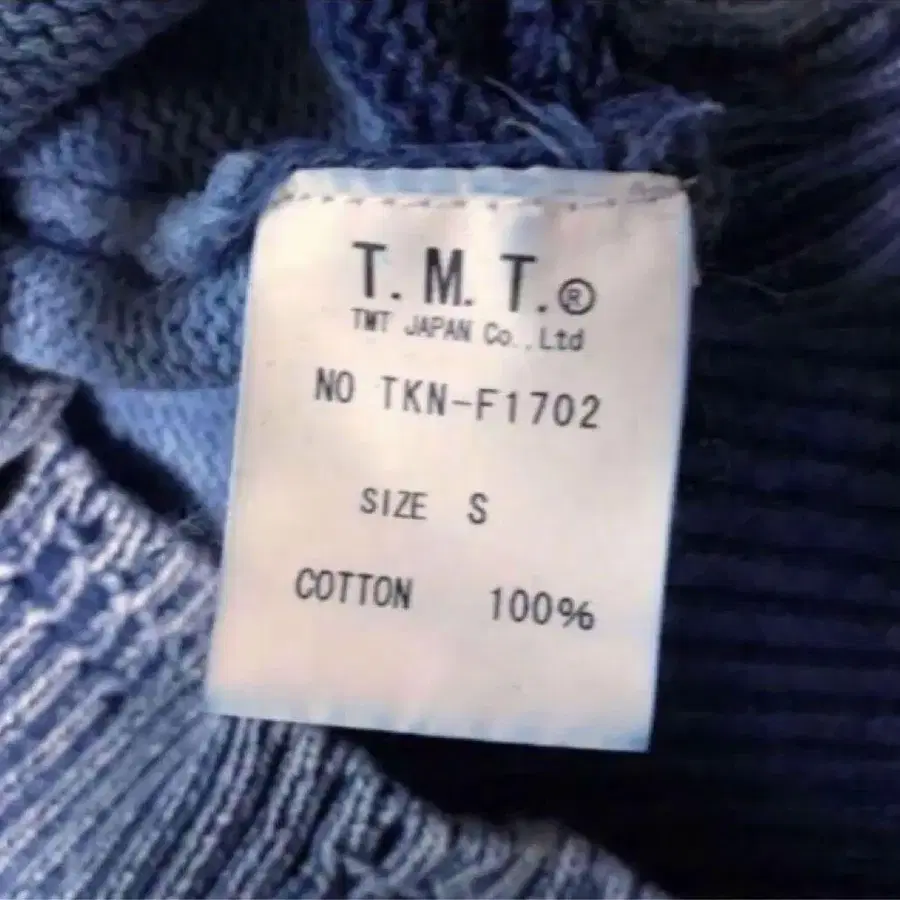 T.M.T.®
TMT JAPAN Co.,Ltd
NO TKN-F1702
SIZE S
COTTON 100%